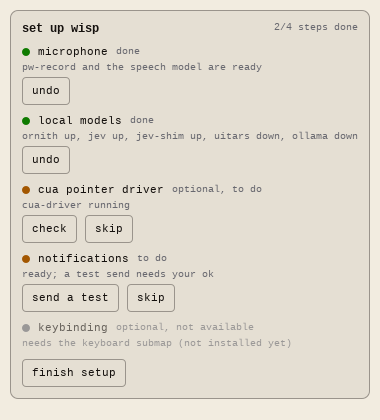 set up wisp 2/4 steps done
microphone done
pw-record and the speech model are ready
undo
local models done
ornith up, jev up, jev-shim up, uitars down, ollama down
undo
cua pointer driver optional, to do
cua-driver running
check skip
notifications to do
ready; a test send needs your ok
send a test skip
keybinding optional, not available
needs the keyboard submap (not installed yet)
finish setup